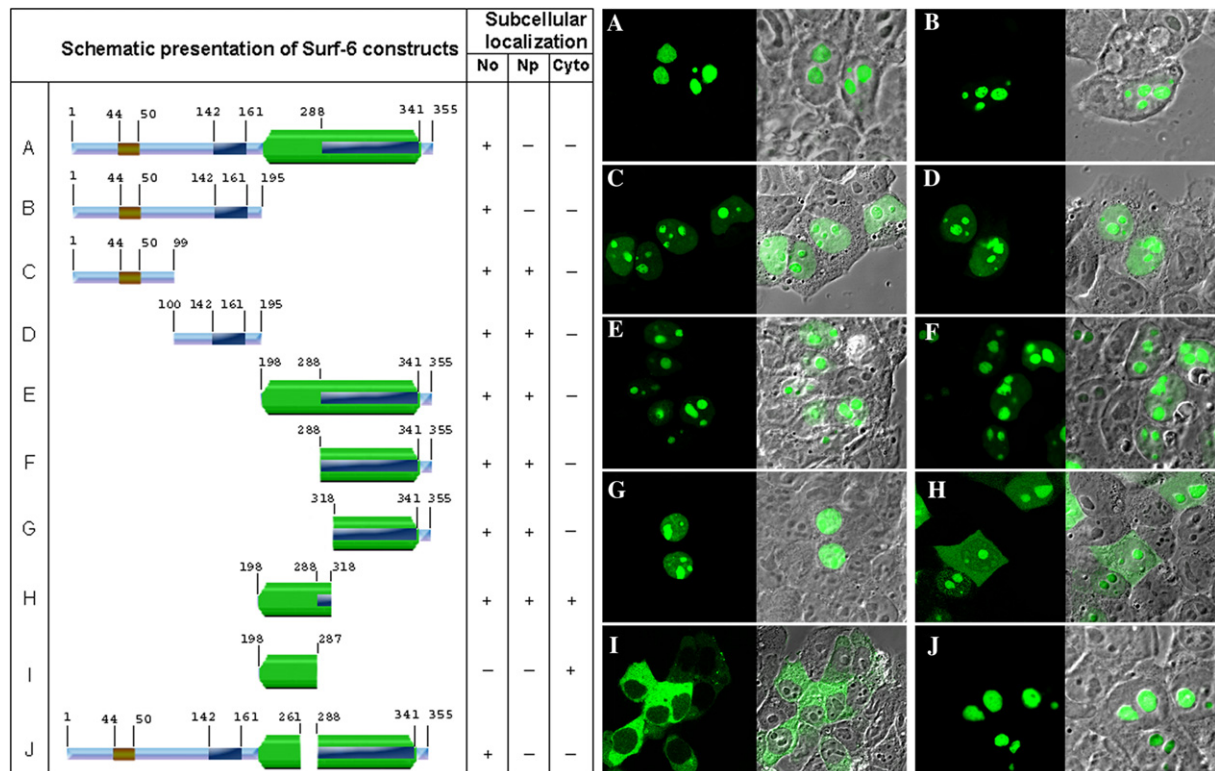 Schematic presentation of Surf-6 constructs
Subcellular
localization
No Np Cyto
1 44 50 142 161 288 341 355
A + – –
1 44 50 142 161 195
B + – –
1 44 50 99
C + + –
100 142 161 195
D + + –
198 288 341 355
E + + –
288 341 355
F + + –
318 341 355
G + + –
198 288 318
H + + +
198 287
I – – +
1 44 50 142 161 261 288 341 355
J + – –
A B
C D
E F
G H
I J